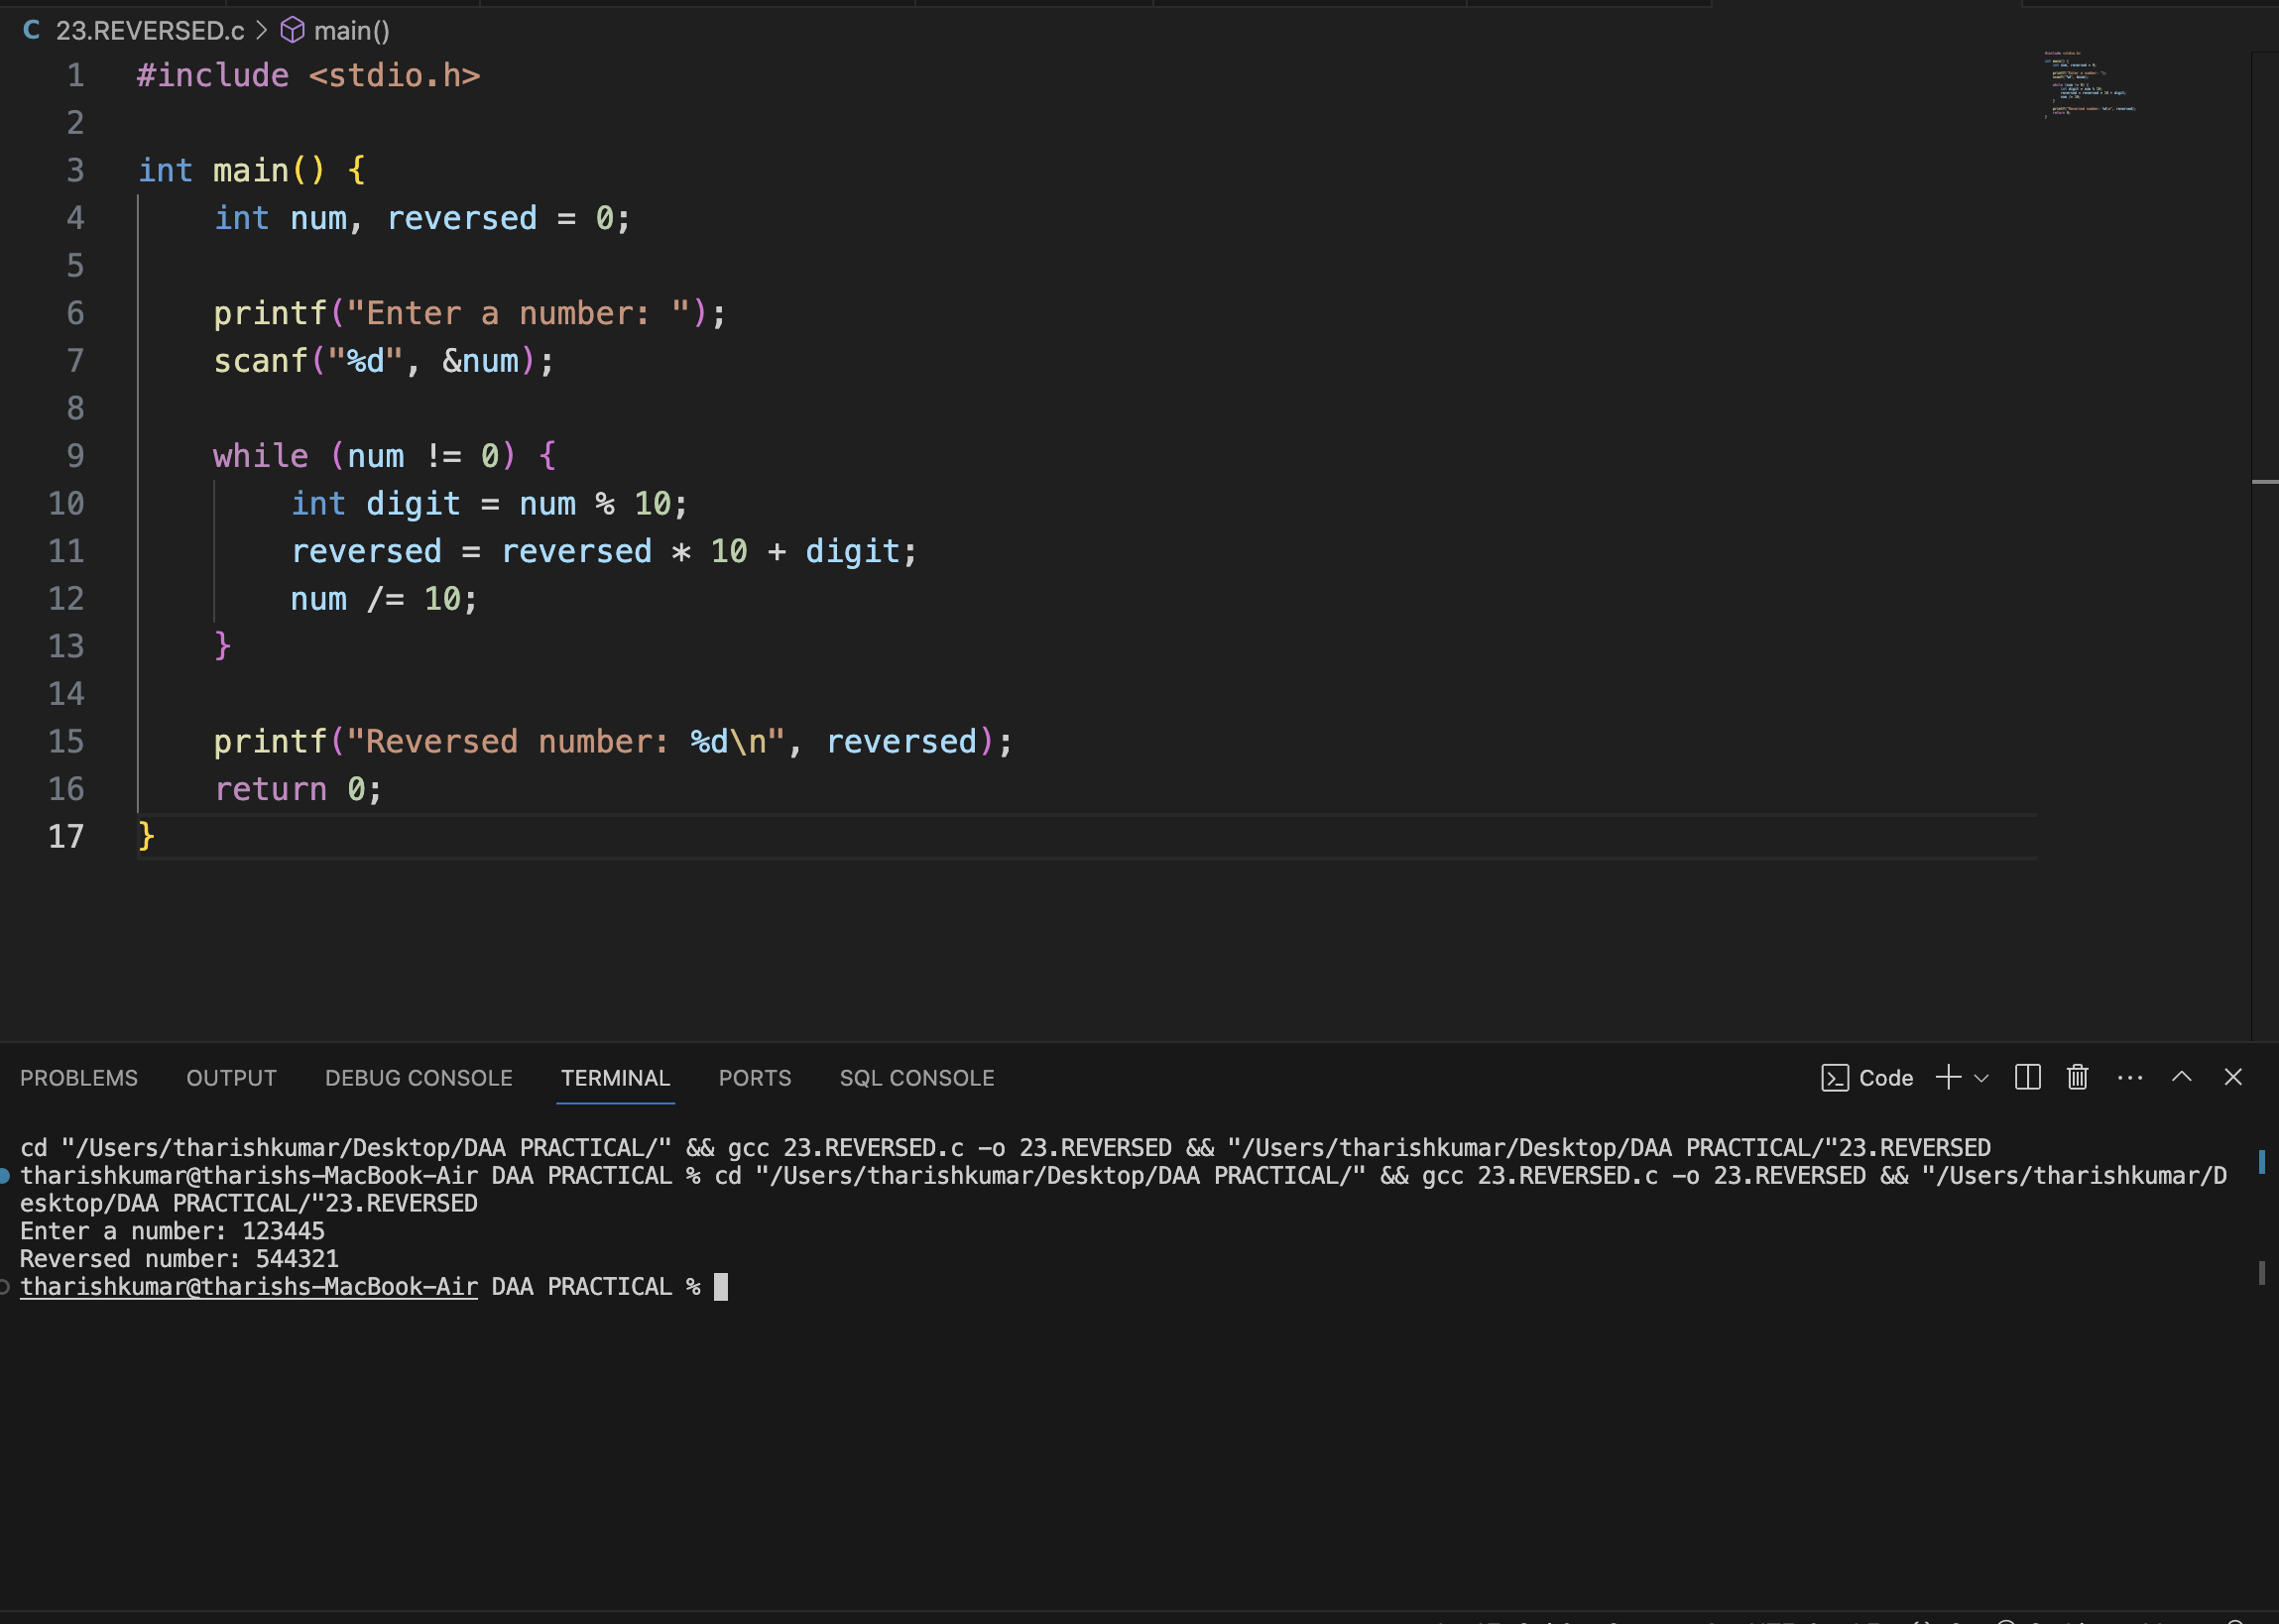 C 23.REVERSED.c > main()
1 #include <stdio.h>
2
3 int main() {
4     int num, reversed = 0;
5
6     printf("Enter a number: ");
7     scanf("%d", &num);
8
9     while (num != 0) {
10         int digit = num % 10;
11         reversed = reversed * 10 + digit;
12         num /= 10;
13     }
14
15     printf("Reversed number: %d\n", reversed);
16     return 0;
17 }
PROBLEMS OUTPUT DEBUG CONSOLE TERMINAL PORTS SQL CONSOLE Code
cd "/Users/tharishkumar/Desktop/DAA PRACTICAL/" && gcc 23.REVERSED.c -o 23.REVERSED && "/Users/tharishkumar/Desktop/DAA PRACTICAL/"23.REVERSED
tharishkumar@tharishs-MacBook-Air DAA PRACTICAL % cd "/Users/tharishkumar/Desktop/DAA PRACTICAL/" && gcc 23.REVERSED.c -o 23.REVERSED && "/Users/tharishkumar/D
esktop/DAA PRACTICAL/"23.REVERSED
Enter a number: 123445
Reversed number: 544321
tharishkumar@tharishs-MacBook-Air DAA PRACTICAL %